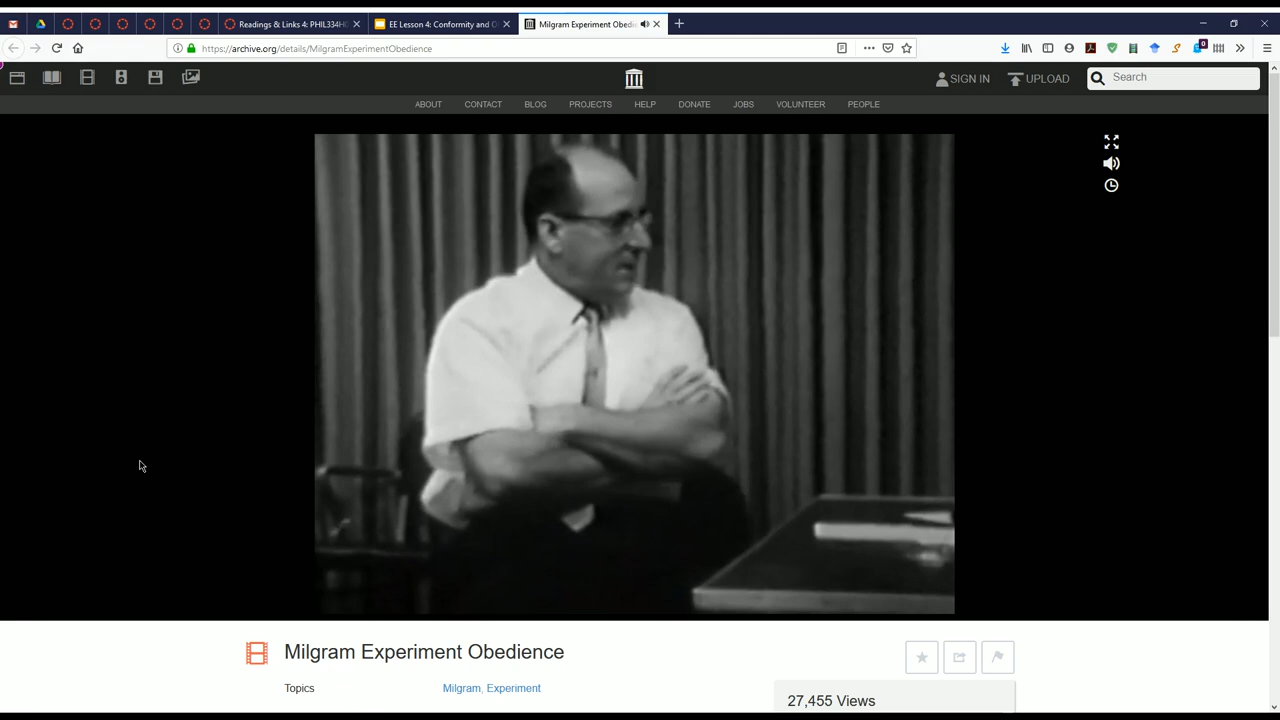 Readings & Links 4: PHIL334H
EE Lesson 4: Conformity and O
Milgram Experiment Obedie
https://archive.org/details/MilgramExperimentObedience
0
SIGN IN
UPLOAD
Search
ABOUT CONTACT BLOG PROJECTS HELP DONATE JOBS VOLUNTEER PEOPLE
Milgram Experiment Obedience
Topics
Milgram, Experiment
27,455 Views